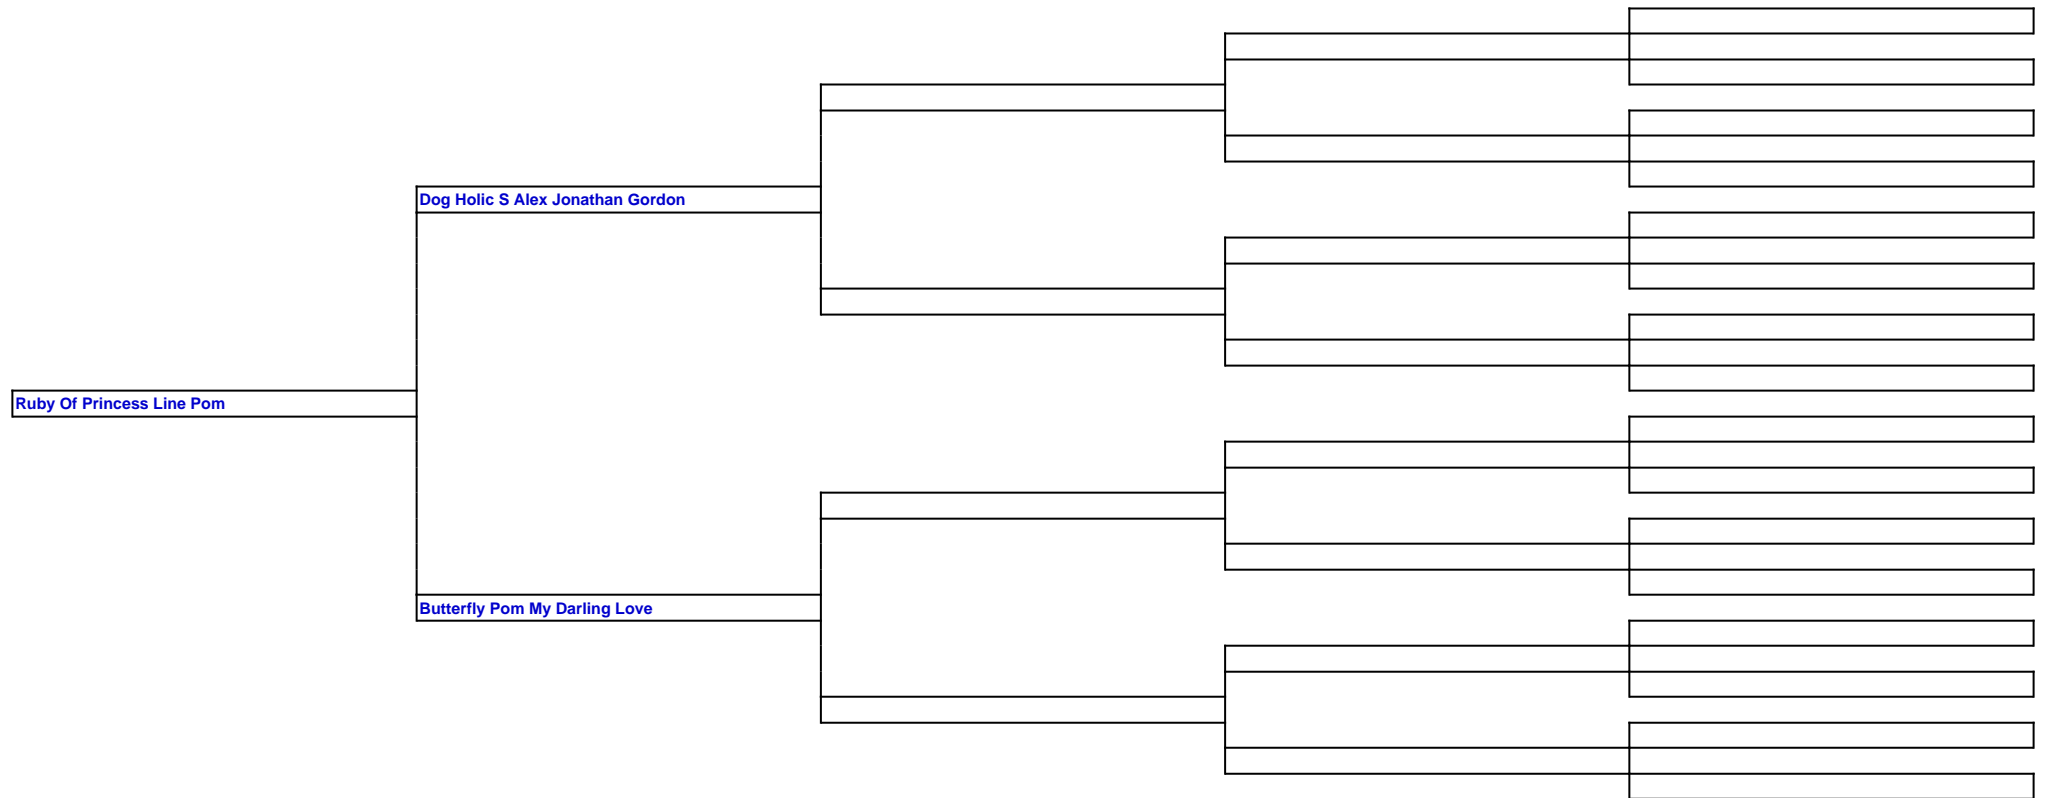 Dog Holic S Alex Jonathan Gordon
Ruby Of Princess Line Pom
Butterfly Pom My Darling Love